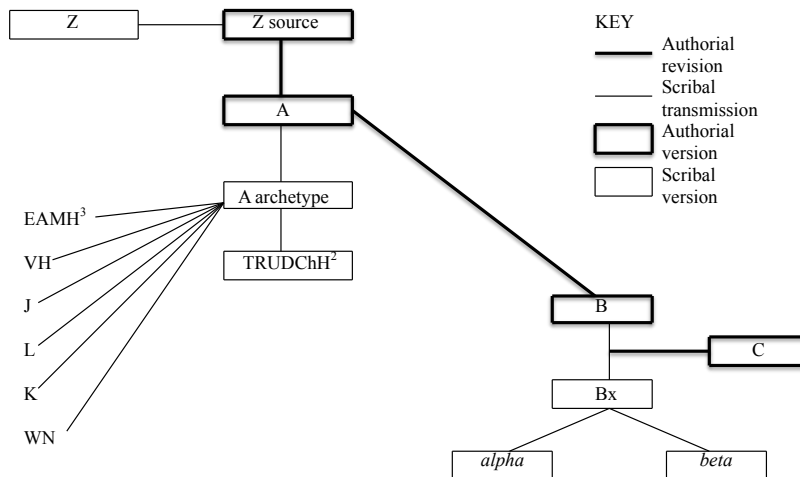 Z
Z source
KEY
Authorial
revision
Scribal
transmission
Authorial
version
Scribal
version
A
A archetype
EAMH³
VH
J
L
K
WN
TRUDChH²
B
C
Bx
alpha
beta